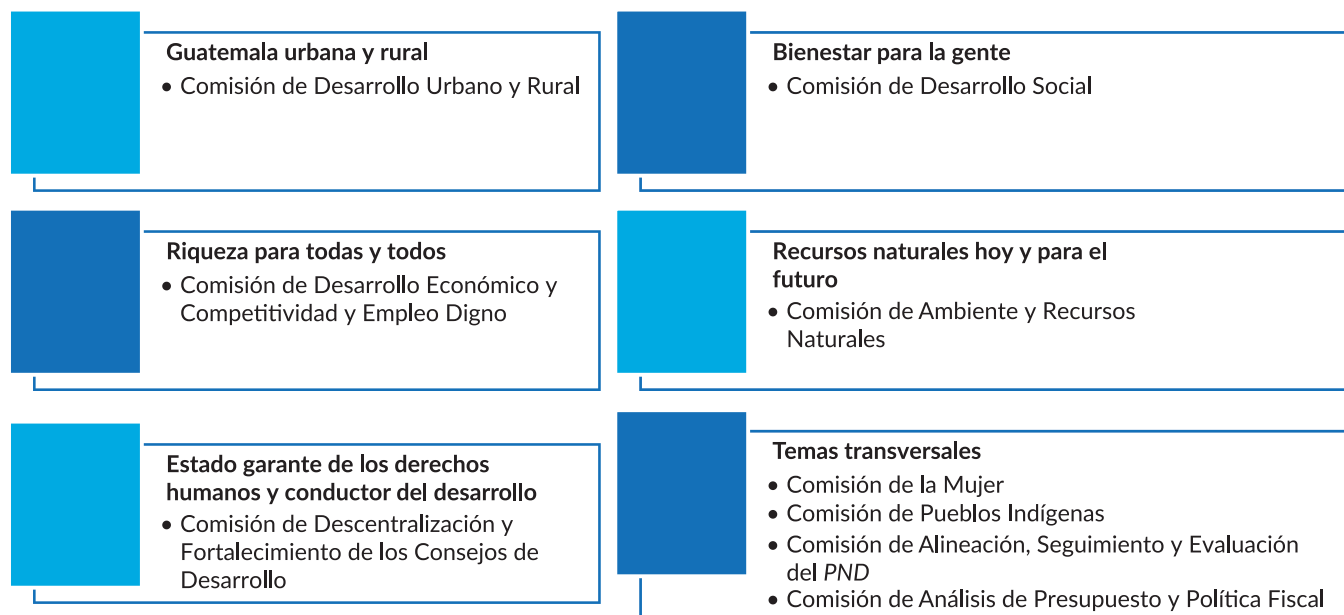 Guatemala urbana y rural
• Comisión de Desarrollo Urbano y Rural
Bienestar para la gente
• Comisión de Desarrollo Social
Riqueza para todas y todos
• Comisión de Desarrollo Económico y
Competitividad y Empleo Digno
Recursos naturales hoy y para el
futuro
• Comisión de Ambiente y Recursos
Naturales
Estado garante de los derechos
humanos y conductor del desarrollo
• Comisión de Descentralización y
Fortalecimiento de los Consejos de
Desarrollo
Temas transversales
• Comisión de la Mujer
• Comisión de Pueblos Indígenas
• Comisión de Alineación, Seguimiento y Evaluación
del PND
• Comisión de Análisis de Presupuesto y Política Fiscal